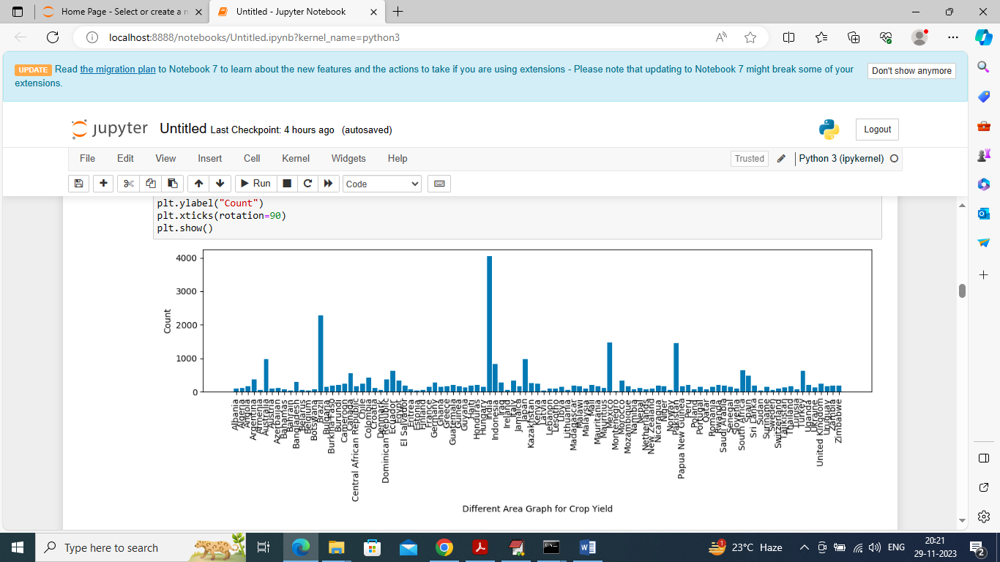 Home Page - Select or create a n
Untitled - Jupyter Notebook
localhost:8888/notebooks/Untitled.ipynb?kernel_name=python3
UPDATE Read the migration plan to Notebook 7 to learn about the new features and the actions to take if you are using extensions - Please note that updating to Notebook 7 might break some of your
extensions.
Don't show anymore
jupyter Untitled Last Checkpoint: 4 hours ago (autosaved)
Logout
File Edit View Insert Cell Kernel Widgets Help
Trusted Python 3 (ipykernel)
Run Code
plt.ylabel("Count")
plt.xticks(rotation=90)
plt.show()
4000
3000
2000
1000
0
Count
Albania
Algeria
Angola
Argentina
Armenia
Australia
Austria
Azerbaijan
Bahamas
Bahrain
Bangladesh
Belarus
Belgium
Botswana
Brazil
Bulgaria
Burkina Faso
Burundi
Cameroon
Canada
Central African Republic
Chile
Colombia
Croatia
Denmark
Dominican Republic
Ecuador
Egypt
El Salvador
Eritrea
Estonia
Finland
France
Germany
Ghana
Greece
Guatemala
Guinea
Guyana
Haiti
Honduras
Hungary
India
Indonesia
Iraq
Ireland
Italy
Jamaica
Japan
Kazakhstan
Kenya
Latvia
Lebanon
Lesotho
Libya
Lithuania
Madagascar
Malawi
Malaysia
Mali
Mauritania
Mauritius
Mexico
Montenegro
Morocco
Mozambique
Namibia
Nepal
Netherlands
New Zealand
Nicaragua
Niger
Norway
Pakistan
Papua New Guinea
Peru
Poland
Portugal
Qatar
Romania
Rwanda
Saudi Arabia
Senegal
Slovenia
South Africa
Spain
Sri Lanka
Sudan
Suriname
Sweden
Switzerland
Tajikistan
Thailand
Tunisia
Turkey
Uganda
Ukraine
United Kingdom
Uruguay
Zambia
Zimbabwe
Different Area Graph for Crop Yield
Type here to search
23°C Haze
ENG
20:21
29-11-2023
2